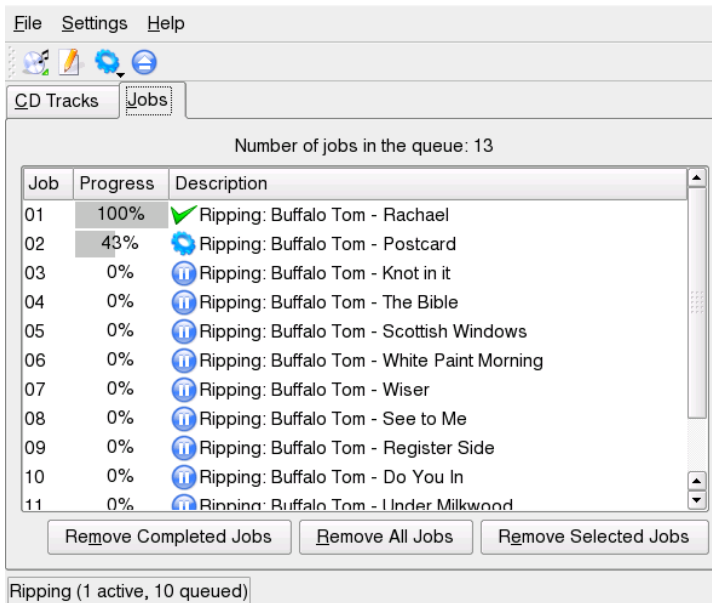 File Settings Help
CD Tracks Jobs
Number of jobs in the queue: 13
Job Progress Description
01 100% Ripping: Buffalo Tom - Rachael
02 43% Ripping: Buffalo Tom - Postcard
03 0% Ripping: Buffalo Tom - Knot in it
04 0% Ripping: Buffalo Tom - The Bible
05 0% Ripping: Buffalo Tom - Scottish Windows
06 0% Ripping: Buffalo Tom - White Paint Morning
07 0% Ripping: Buffalo Tom - Wiser
08 0% Ripping: Buffalo Tom - See to Me
09 0% Ripping: Buffalo Tom - Register Side
10 0% Ripping: Buffalo Tom - Do You In
11 0% Ripping: Buffalo Tom - Under Milkwood
Remove Completed Jobs Remove All Jobs Remove Selected Jobs
Ripping (1 active, 10 queued)